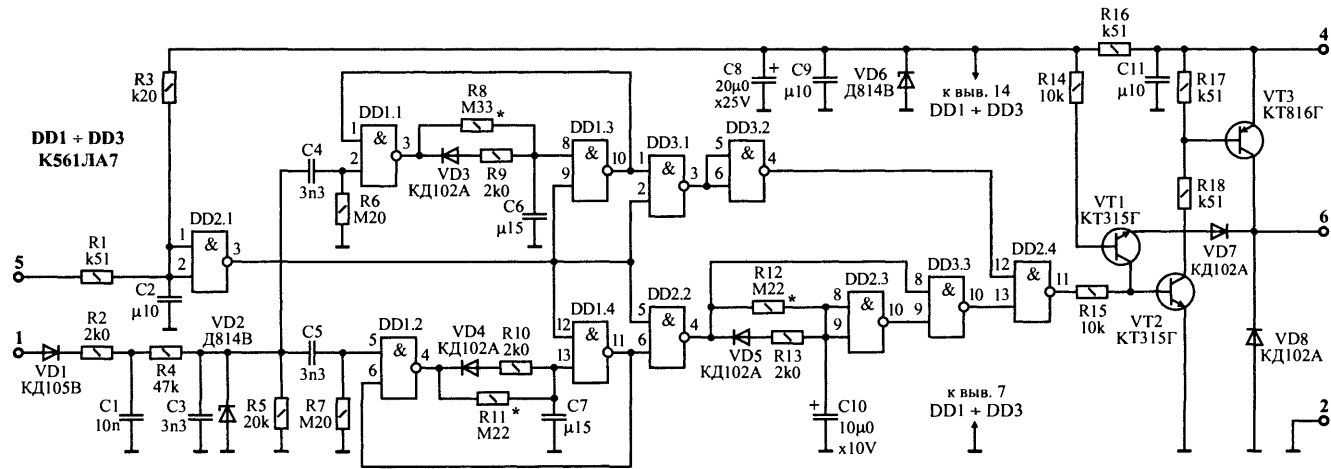 R16
k51
4
R3
k20
C8
20µ0
x25V
+
C9
µ10
VD6
Д814В
к выв. 14
DD1 ÷ DD3
R14
10k
C11
µ10
R17
k51
VT3
КТ816Г
DD1 ÷ DD3
К561ЛА7
DD1.1
1
2
&
3
R8
М33
*
VD3
КД102А
R9
2k0
C6
µ15
DD1.3
8
9
&
10
DD3.1
1
2
&
3
DD3.2
5
6
&
4
C4
3n3
R6
М20
R18
k51
VT1
КТ315Г
VD7
КД102А
6
DD2.1
1
2
&
3
5
R1
k51
C2
µ10
R2
2k0
1
VD1
КД105В
R4
47k
C1
10n
C3
3n3
VD2
Д814В
R5
20k
C5
3n3
R7
М20
DD1.2
5
6
&
4
VD4
КД102А
R10
2k0
R11
М22
*
C7
µ15
DD1.4
12
13
&
11
DD2.2
5
6
&
4
R12
М22
*
VD5
КД102А
R13
2k0
C10
10µ0
x10V
+
DD2.3
8
9
&
10
DD3.3
8
9
&
10
DD2.4
12
13
&
11
R15
10k
VT2
КТ315Г
VD8
КД102А
к выв. 7
DD1 ÷ DD3
2